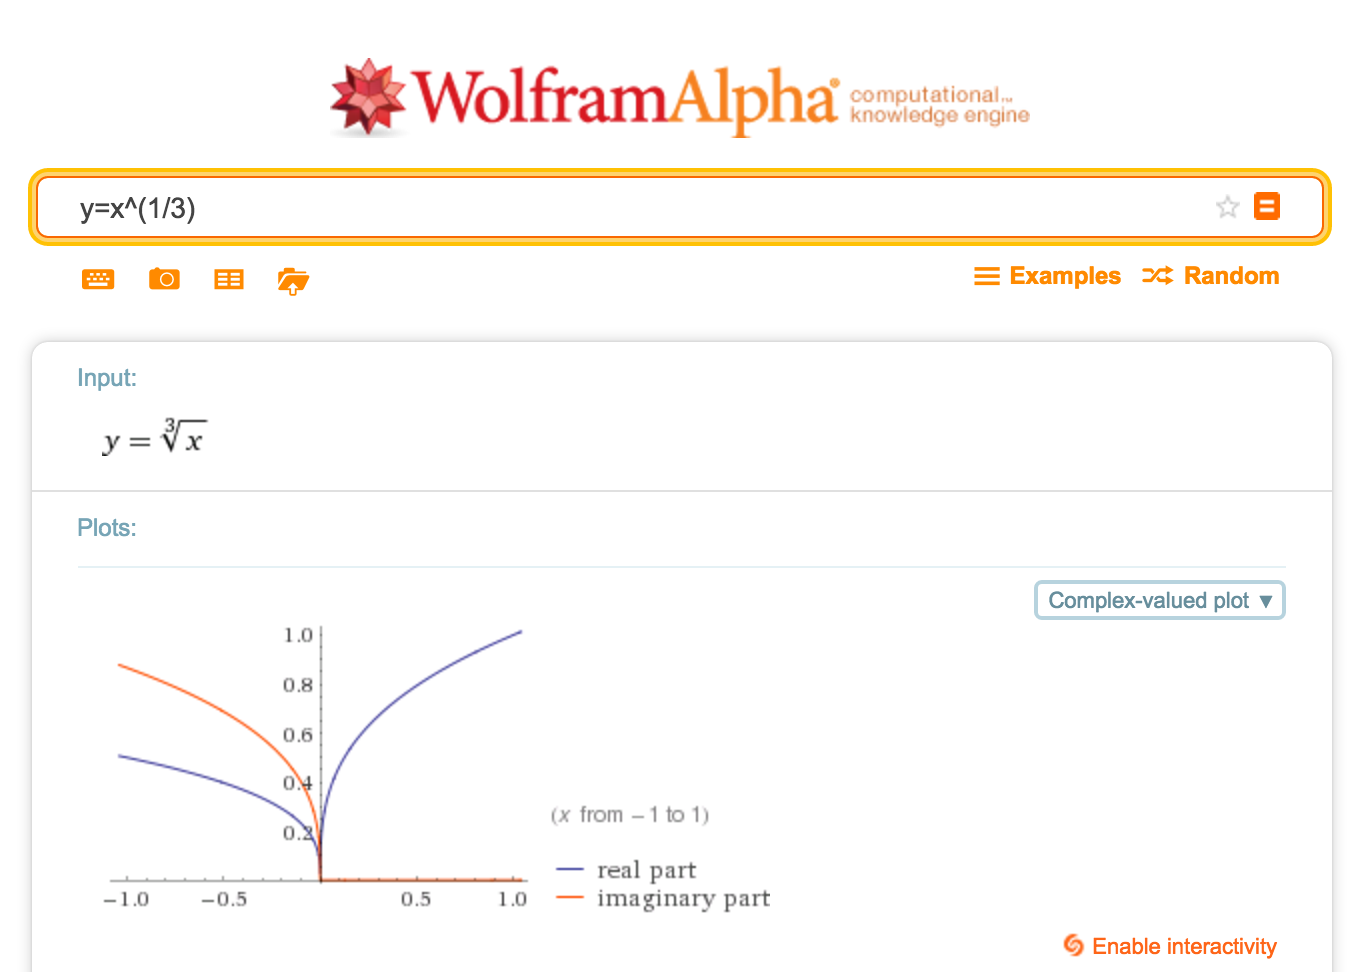 WolframAlpha computational... knowledge engine
y=x^(1/3)
Examples Random
Input:
y = ∛x
Plots:
Complex-valued plot ▼
1.0
0.8
0.6
0.4
0.2
−1.0 −0.5 0.5 1.0
(x from −1 to 1)
real part
imaginary part
Enable interactivity